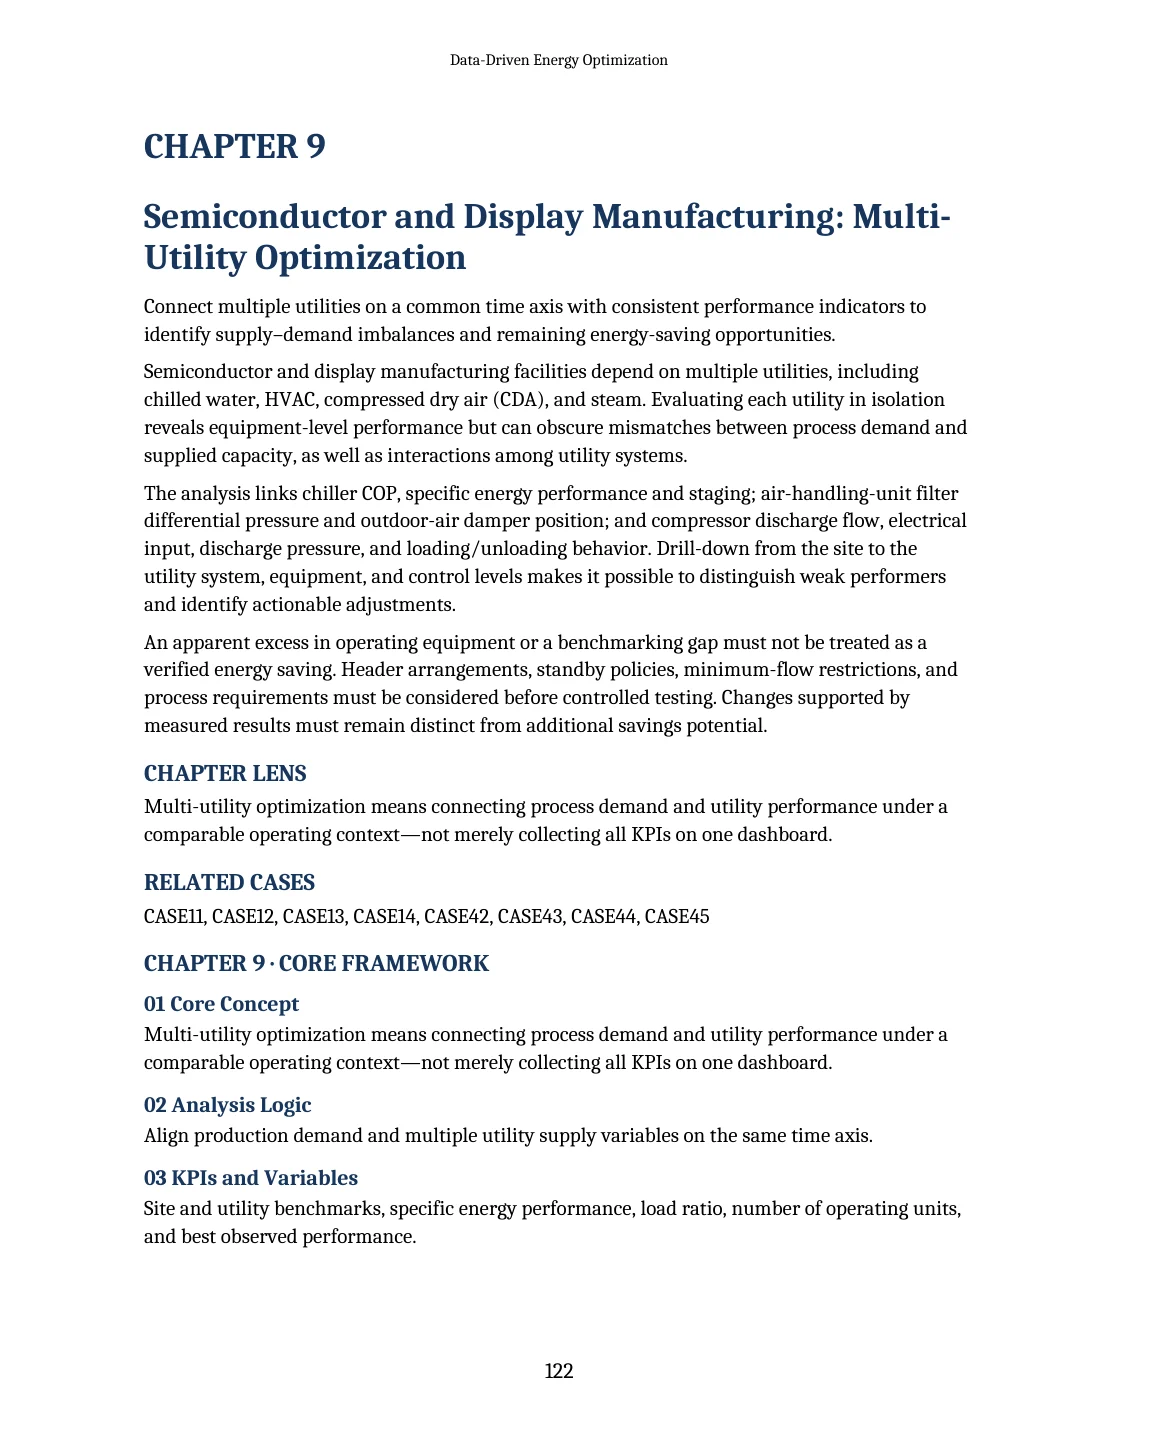 Data-Driven Energy Optimization
CHAPTER 9
Semiconductor and Display Manufacturing: Multi-
Utility Optimization
Connect multiple utilities on a common time axis with consistent performance indicators to
identify supply–demand imbalances and remaining energy-saving opportunities.
Semiconductor and display manufacturing facilities depend on multiple utilities, including
chilled water, HVAC, compressed dry air (CDA), and steam. Evaluating each utility in isolation
reveals equipment-level performance but can obscure mismatches between process demand and
supplied capacity, as well as interactions among utility systems.
The analysis links chiller COP, specific energy performance and staging; air-handling-unit filter
differential pressure and outdoor-air damper position; and compressor discharge flow, electrical
input, discharge pressure, and loading/unloading behavior. Drill-down from the site to the
utility system, equipment, and control levels makes it possible to distinguish weak performers
and identify actionable adjustments.
An apparent excess in operating equipment or a benchmarking gap must not be treated as a
verified energy saving. Header arrangements, standby policies, minimum-flow restrictions, and
process requirements must be considered before controlled testing. Changes supported by
measured results must remain distinct from additional savings potential.
CHAPTER LENS
Multi-utility optimization means connecting process demand and utility performance under a
comparable operating context—not merely collecting all KPIs on one dashboard.
RELATED CASES
CASE11, CASE12, CASE13, CASE14, CASE42, CASE43, CASE44, CASE45
CHAPTER 9 · CORE FRAMEWORK
01 Core Concept
Multi-utility optimization means connecting process demand and utility performance under a
comparable operating context—not merely collecting all KPIs on one dashboard.
02 Analysis Logic
Align production demand and multiple utility supply variables on the same time axis.
03 KPIs and Variables
Site and utility benchmarks, specific energy performance, load ratio, number of operating units,
and best observed performance.
122